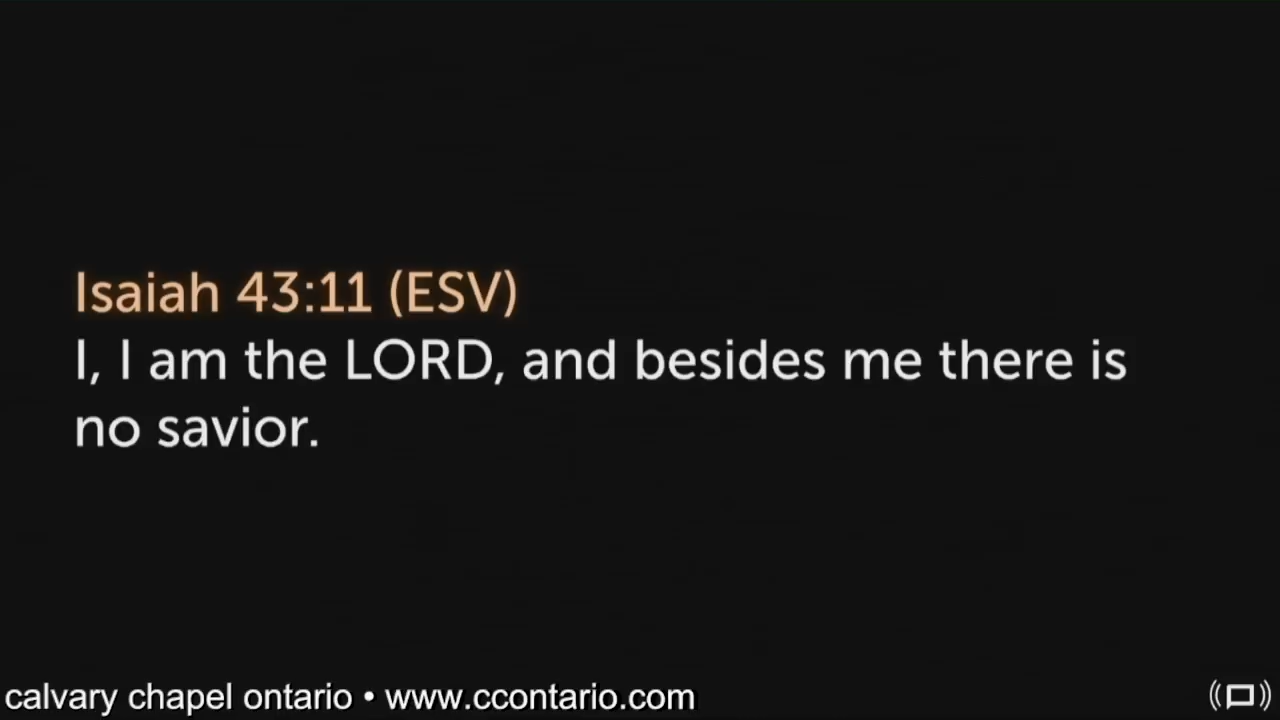 Isaiah 43:11 (ESV)
I, I am the LORD, and besides me there is
no savior.
calvary chapel ontario • www.ccontario.com